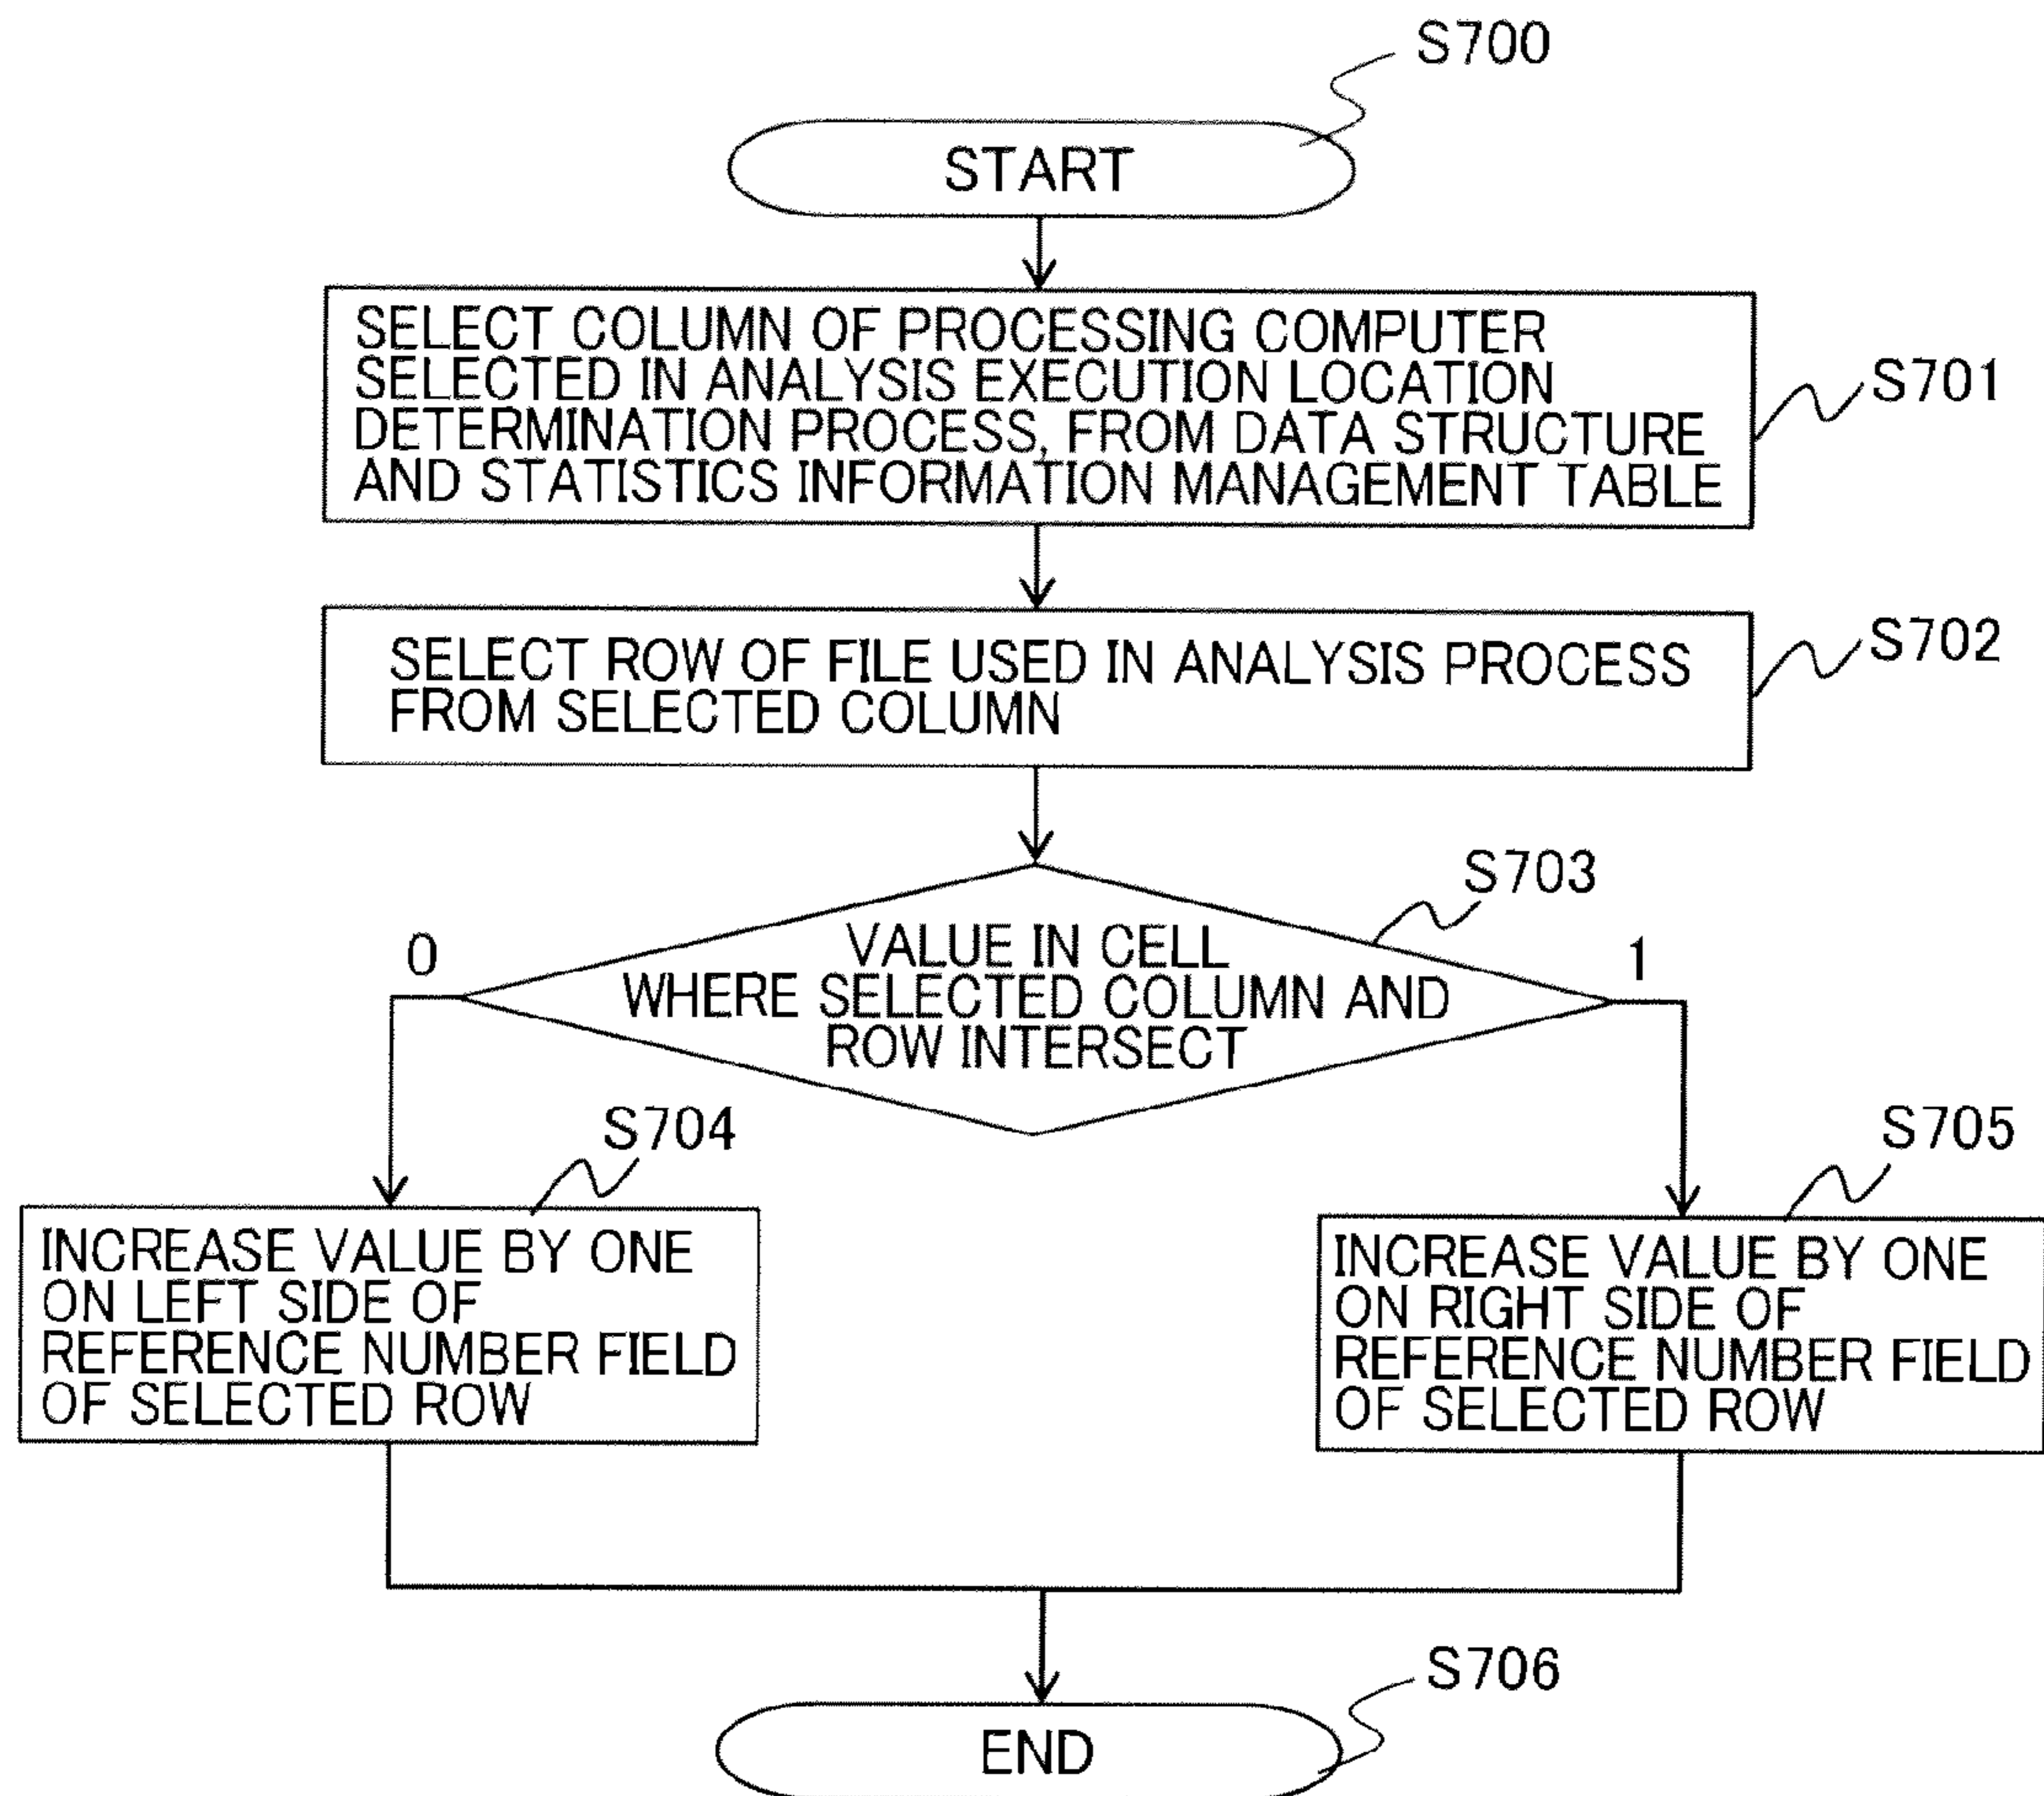 S700
START
SELECT COLUMN OF PROCESSING COMPUTER
SELECTED IN ANALYSIS EXECUTION LOCATION
DETERMINATION PROCESS, FROM DATA STRUCTURE
AND STATISTICS INFORMATION MANAGEMENT TABLE
S701
SELECT ROW OF FILE USED IN ANALYSIS PROCESS
FROM SELECTED COLUMN
S702
S703
VALUE IN CELL
WHERE SELECTED COLUMN AND
ROW INTERSECT
0
1
S704
INCREASE VALUE BY ONE
ON LEFT SIDE OF
REFERENCE NUMBER FIELD
OF SELECTED ROW
S705
INCREASE VALUE BY ONE
ON RIGHT SIDE OF
REFERENCE NUMBER FIELD
OF SELECTED ROW
S706
END